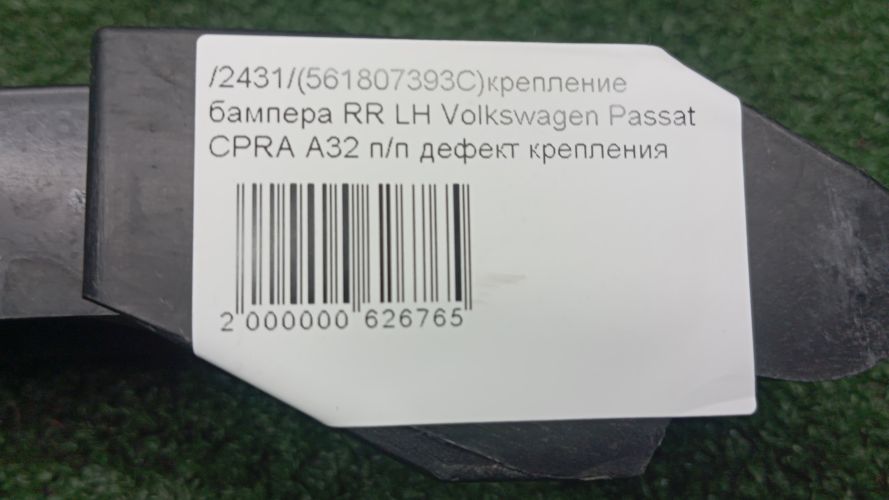 /2431/(561807393C)крепление
бампера RR LH Volkswagen Passat
CPRA A32 п/п дефект крепления
2 000000 626765